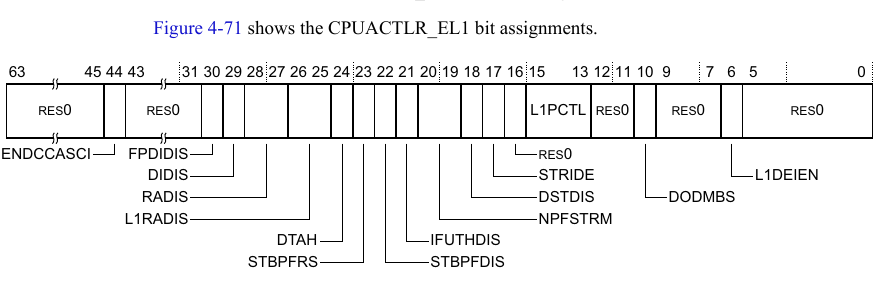 Figure 4-71 shows the CPUACTLR_EL1 bit assignments.
63 45 44 43 31 30 29 28 27 26 25 24 23 22 21 20 19 18 17 16 15 13 12 11 10 9 7 6 5 0
RES0 RES0 L1PCTL RES0 RES0 RES0
ENDCCASCI FPDIDIS RES0
DIDIS STRIDE L1DEIEN
RADIS DSTDIS DODMBS
L1RADIS NPFSTRM
DTAH IFUTHDIS
STBPFRS STBPFDIS